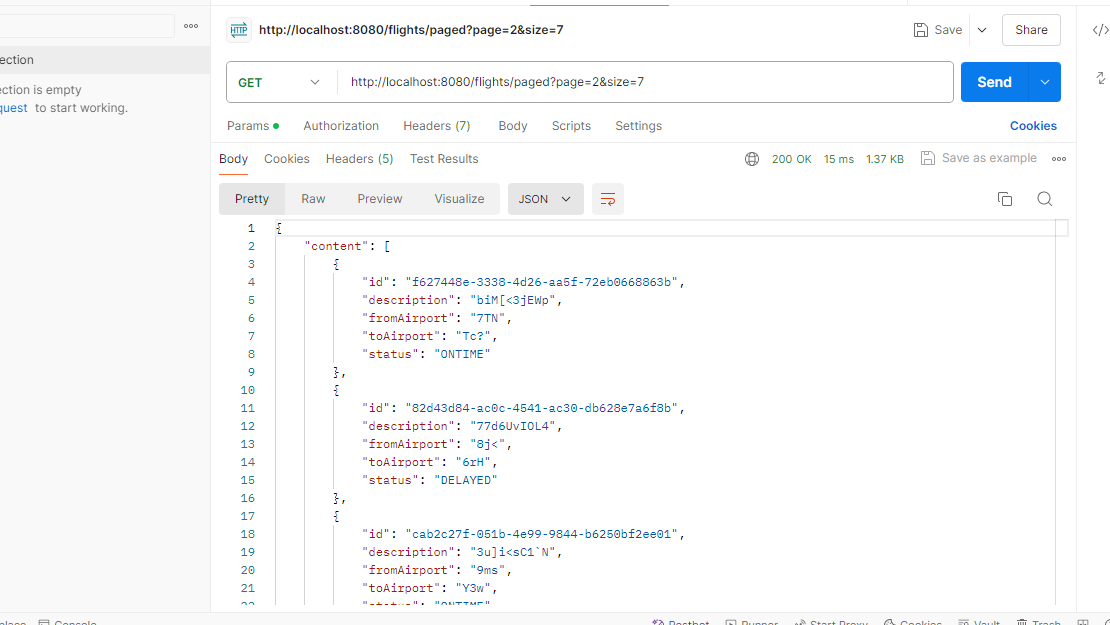 HTTP http://localhost:8080/flights/paged?page=2&size=7
Save
Share
ection
ection is empty
quest to start working.
GET http://localhost:8080/flights/paged?page=2&size=7 Send
Params Authorization Headers (7) Body Scripts Settings Cookies
Body Cookies Headers (5) Test Results 200 OK 15 ms 1.37 KB Save as example
Pretty Raw Preview Visualize JSON
1 {
2 "content": [
3 {
4 "id": "f627448e-3338-4d26-aa5f-72eb0668863b",
5 "description": "biM[<3jEWp",
6 "fromAirport": "7TN",
7 "toAirport": "Tc?",
8 "status": "ONTIME"
9 },
10 {
11 "id": "82d43d84-ac0c-4541-ac30-db628e7a6f8b",
12 "description": "77d6UvIOL4",
13 "fromAirport": "8j<",
14 "toAirport": "6rH",
15 "status": "DELAYED"
16 },
17 {
18 "id": "cab2c27f-051b-4e99-9844-b6250bf2ee01",
19 "description": "3u]i<sC1`N",
20 "fromAirport": "9ms",
21 "toAirport": "Y3w",
22 "status": "ONTIME"
place Console Postbot Runner Start Proxy Cookies Vault Trash